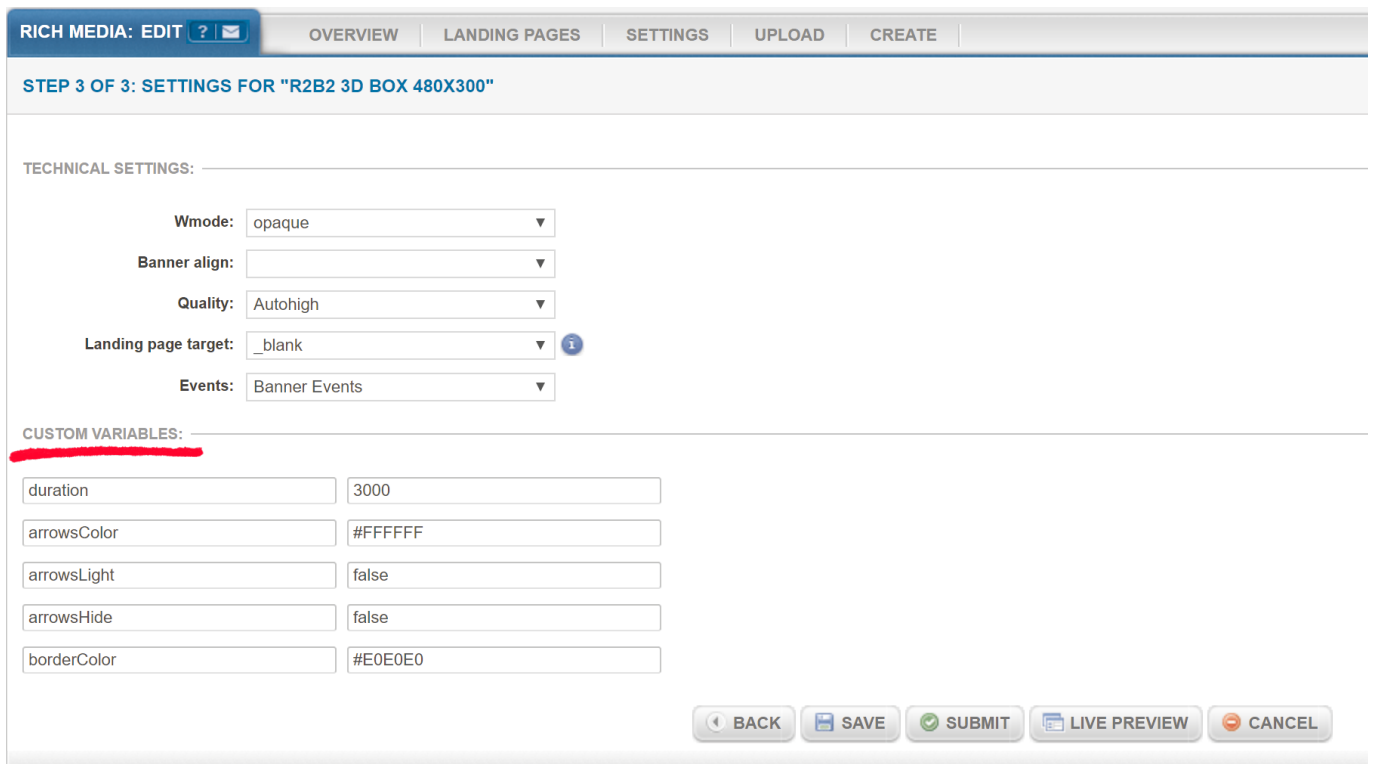 RICH MEDIA: EDIT ? OVERVIEW LANDING PAGES SETTINGS UPLOAD CREATE
STEP 3 OF 3: SETTINGS FOR "R2B2 3D BOX 480X300"
TECHNICAL SETTINGS:
Wmode: opaque
Banner align:
Quality: Autohigh
Landing page target: _blank i
Events: Banner Events
CUSTOM VARIABLES:
duration 3000
arrowsColor #FFFFFF
arrowsLight false
arrowsHide false
borderColor #E0E0E0
BACK SAVE SUBMIT LIVE PREVIEW CANCEL